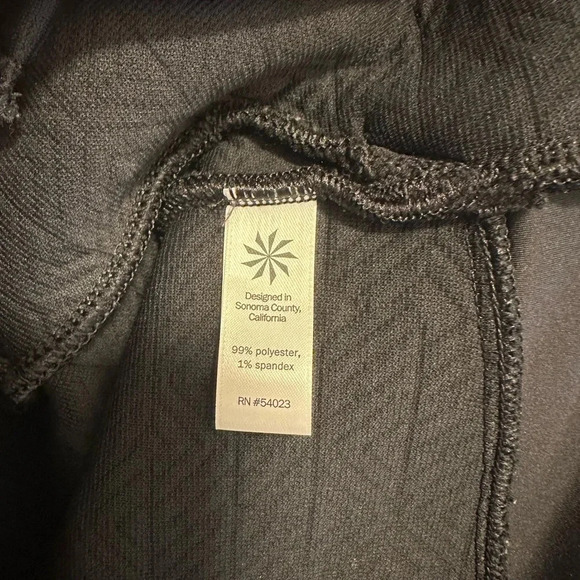 Designed in
Sonoma County,
California
99% polyester,
1% spandex
RN #54023